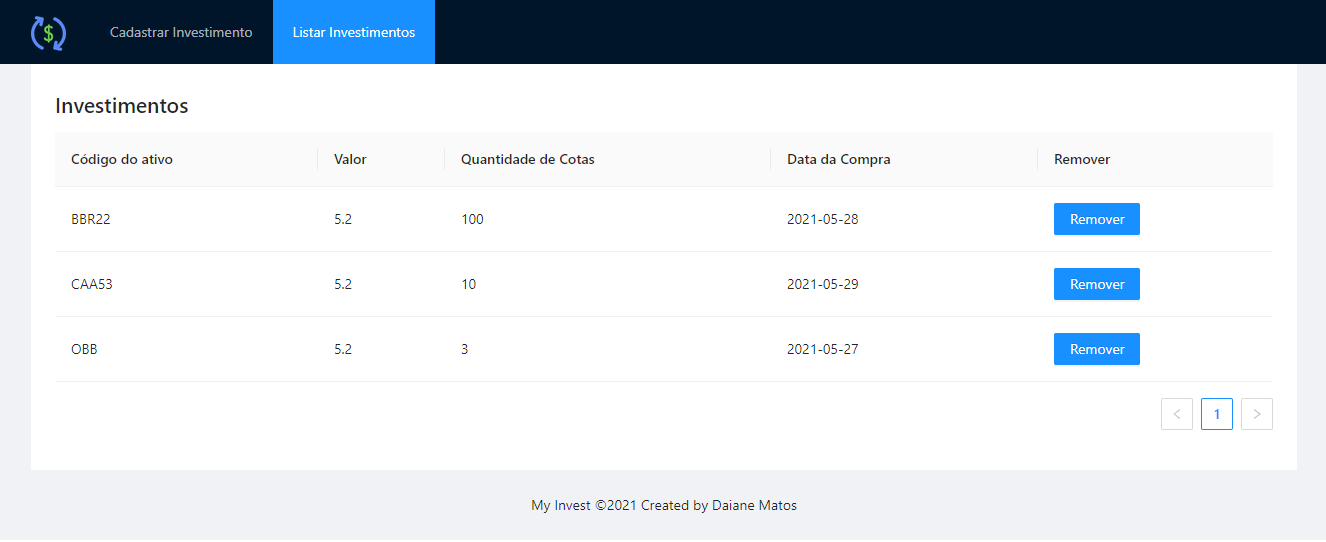 $ Cadastrar Investimento Listar Investimentos
Investimentos
Código do ativo Valor Quantidade de Cotas Data da Compra Remover
BBR22 5.2 100 2021-05-28 Remover
CAA53 5.2 10 2021-05-29 Remover
OBB 5.2 3 2021-05-27 Remover
< 1 >
My Invest ©2021 Created by Daiane Matos